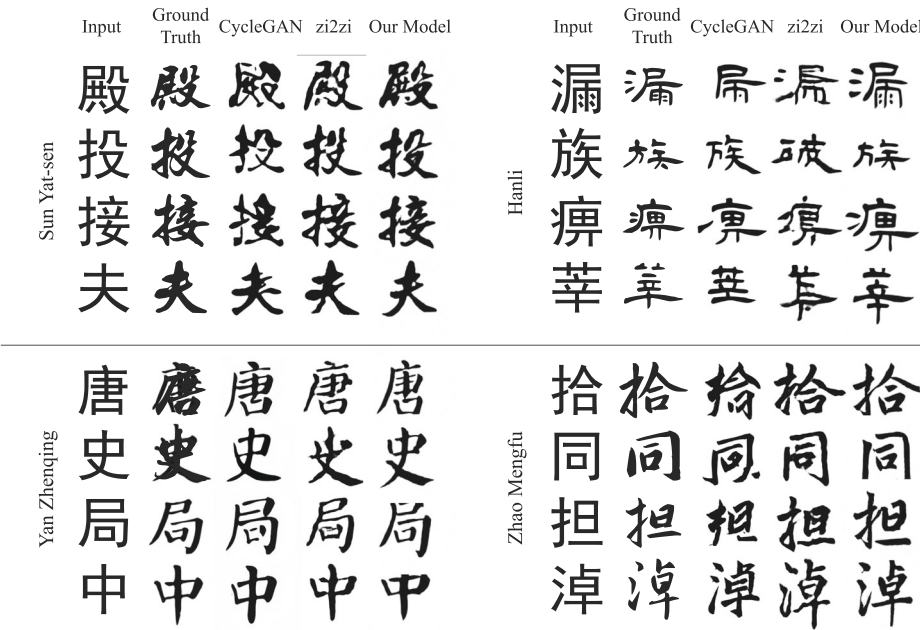 Input Ground Truth CycleGAN zi2zi Our Model
Sun Yat-sen
殿 殿 殿 殿 殿
投 投 投 投 投
接 接 接 接 接
夫 夫 夫 夫 夫
Input Ground Truth CycleGAN zi2zi Our Model
Hanli
漏 漏 漏
族 族 族 族
痹 痹 痹
莘 莘 莘
Yan Zhenqing
唐 唐 唐 唐 唐
史 史 史 史 史
局 局 局 局 局
中 中 中 中 中
Zhao Mengfu
拾 拾 拾 拾 拾
同 同 同 同 同
担 担 担 担 担
淖 淖 淖 淖 淖